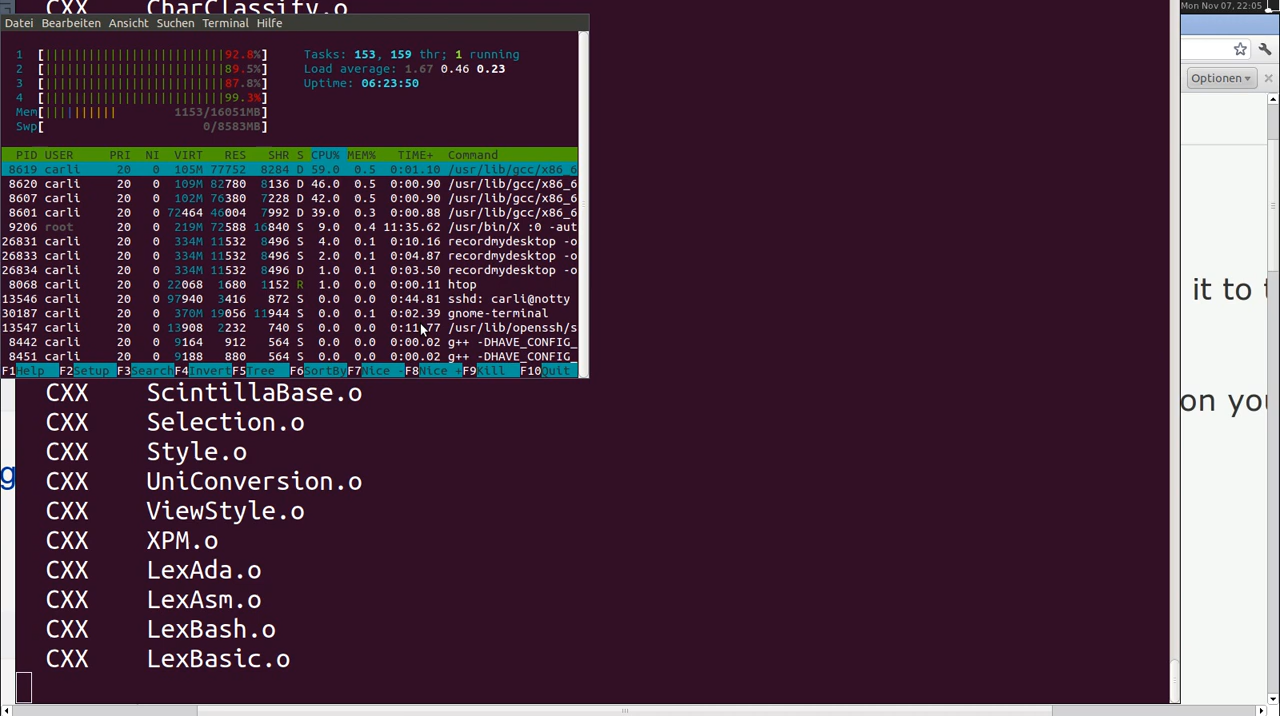 CXX CharClassify.o
Mon Nov 07, 22:05
Datei Bearbeiten Ansicht Suchen Terminal Hilfe
1 [||||||||||||||||||||||||||92.8%] Tasks: 153, 159 thr; 1 running
2 [||||||||||||||||||||||||||89.5%] Load average: 1.67 0.46 0.23
3 [||||||||||||||||||||||||||87.8%] Uptime: 06:23:50
4 [||||||||||||||||||||||||||99.3%]
Mem[|||||||||| 1153/16051MB]
Swp[ 0/8583MB]
Optionen
PID USER PRI NI VIRT RES SHR S CPU% MEM% TIME+ Command
8619 carli 20 0 105M 77752 8284 D 59.0 0.5 0:01.10 /usr/lib/gcc/x86_6
8620 carli 20 0 109M 82780 8136 D 46.0 0.5 0:00.90 /usr/lib/gcc/x86_6
8607 carli 20 0 102M 76380 7228 D 42.0 0.5 0:00.90 /usr/lib/gcc/x86_6
8601 carli 20 0 72464 46004 7992 D 39.0 0.3 0:00.88 /usr/lib/gcc/x86_6
9206 root 20 0 219M 72588 16840 S 9.0 0.4 11:35.62 /usr/bin/X :0 -aut
26831 carli 20 0 334M 11532 8496 S 4.0 0.1 0:10.16 recordmydesktop -o
26833 carli 20 0 334M 11532 8496 S 2.0 0.1 0:04.87 recordmydesktop -o
26834 carli 20 0 334M 11532 8496 D 1.0 0.1 0:03.50 recordmydesktop -o
8068 carli 20 0 22068 1680 1152 R 1.0 0.0 0:00.11 htop
13546 carli 20 0 97940 3416 872 S 0.0 0.0 0:44.81 sshd: carli@notty
30187 carli 20 0 370M 19056 11944 S 0.0 0.1 0:02.39 gnome-terminal
13547 carli 20 0 13908 2232 740 S 0.0 0.0 0:11.77 /usr/lib/openssh/s
8442 carli 20 0 9164 912 564 S 0.0 0.0 0:00.02 g++ -DHAVE_CONFIG_
8451 carli 20 0 9188 880 564 S 0.0 0.0 0:00.02 g++ -DHAVE_CONFIG_
F1Help F2Setup F3SearchF4InvertF5Tree F6SortByF7Nice -F8Nice +F9Kill F10Quit
it to t
on you
g
CXX ScintillaBase.o
CXX Selection.o
CXX Style.o
CXX UniConversion.o
CXX ViewStyle.o
CXX XPM.o
CXX LexAda.o
CXX LexAsm.o
CXX LexBash.o
CXX LexBasic.o